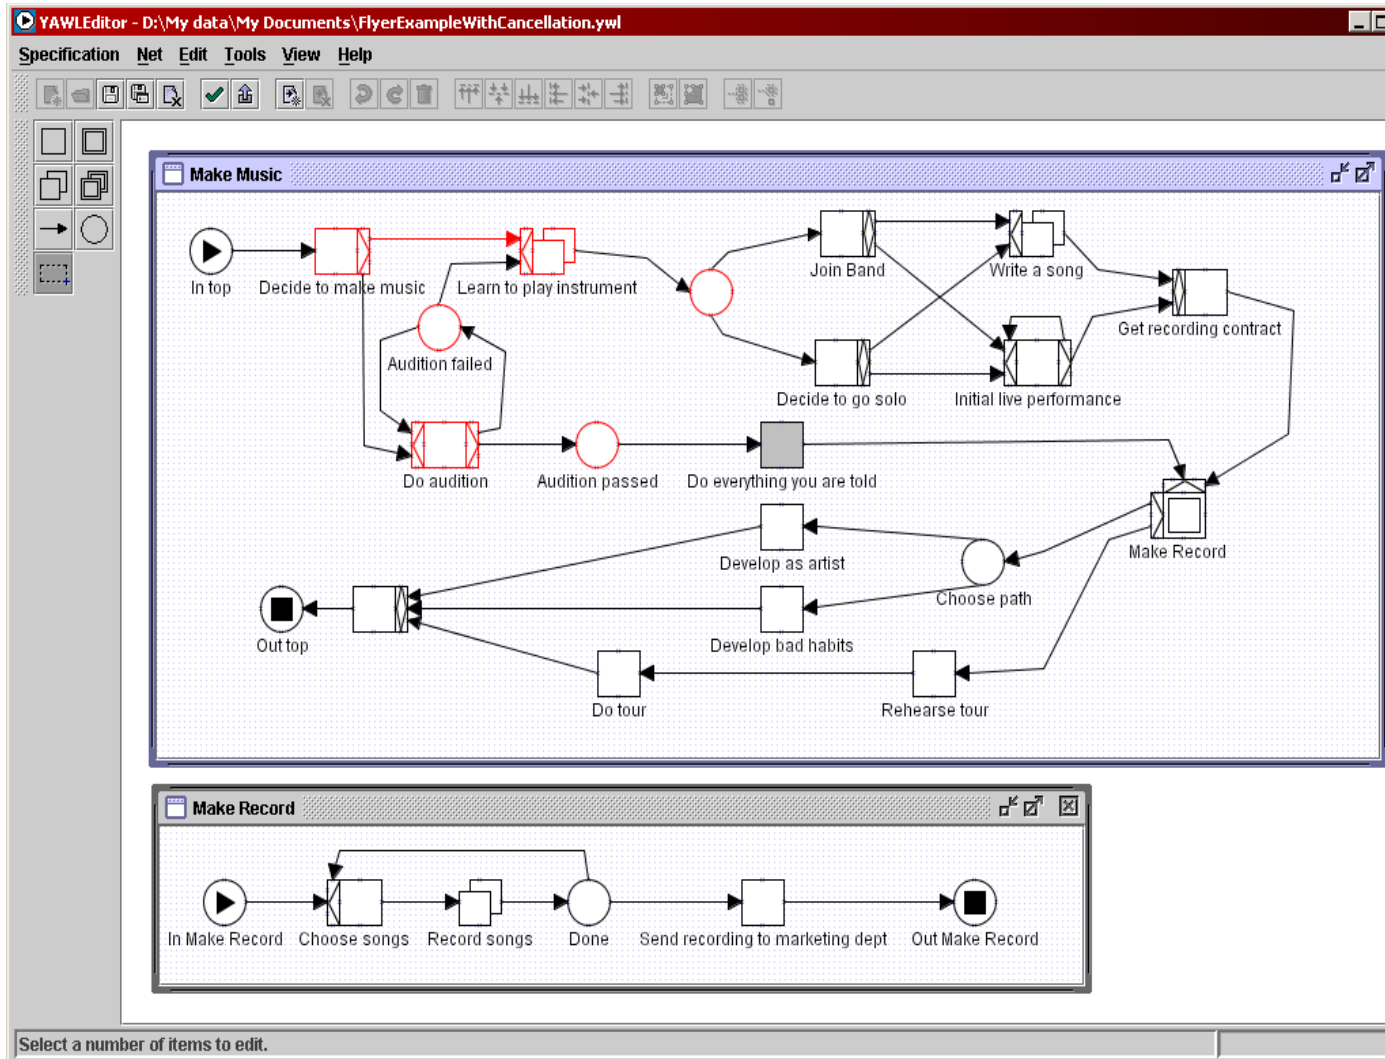 YAWLEditor - D:\My data\My Documents\FlyerExampleWithCancellation.ywl
Specification Net Edit Tools View Help
Make Music
In top
Decide to make music
Learn to play instrument
Join Band
Write a song
Get recording contract
Audition failed
Decide to go solo
Initial live performance
Do audition
Audition passed
Do everything you are told
Make Record
Develop as artist
Choose path
Out top
Develop bad habits
Do tour
Rehearse tour
Make Record
In Make Record
Choose songs
Record songs
Done
Send recording to marketing dept
Out Make Record
Select a number of items to edit.